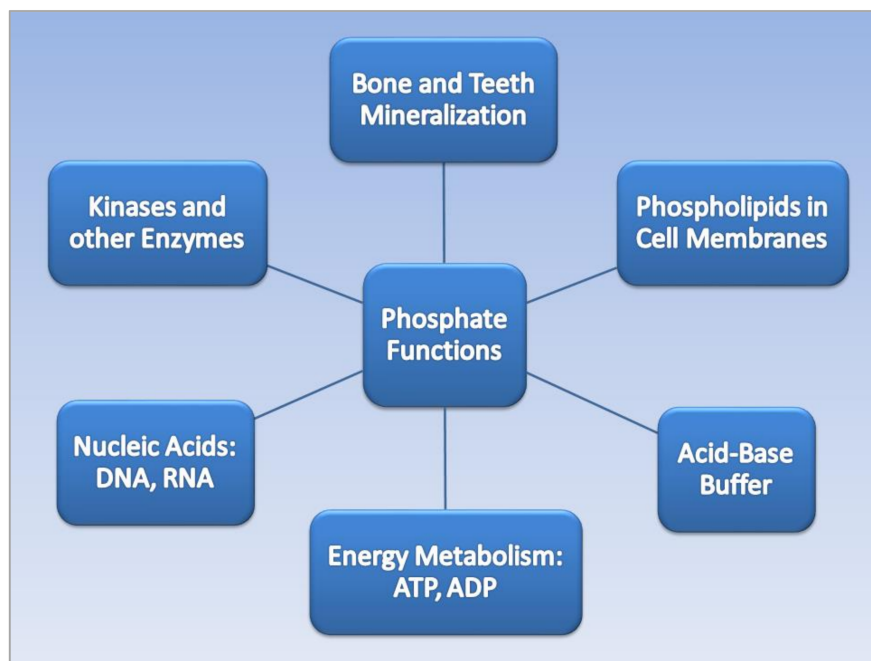 Bone and Teeth
Mineralization
Kinases and
other Enzymes
Phospholipids in
Cell Membranes
Phosphate
Functions
Nucleic Acids:
DNA, RNA
Acid-Base
Buffer
Energy Metabolism:
ATP, ADP